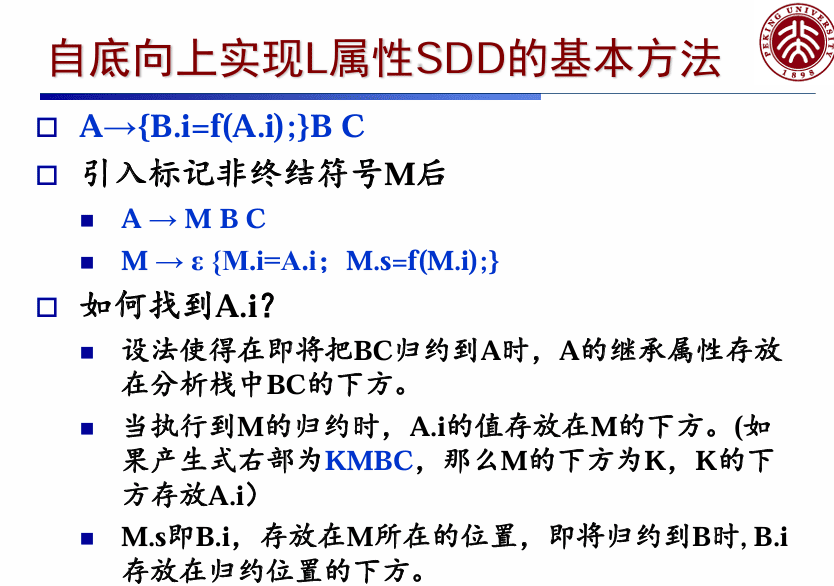 自底向上实现L属性SDD的基本方法
PEKING UNIVERSITY
1898
A→{B.i=f(A.i);}B C
引入标记非终结符号M后
A → M B C
M → ε {M.i=A.i；M.s=f(M.i);}
如何找到A.i?
设法使得在即将把BC归约到A时，A的继承属性存放
在分析栈中BC的下方。
当执行到M的归约时，A.i的值存放在M的下方。(如
果产生式右部为KMBC，那么M的下方为K，K的下
方存放A.i）
M.s即B.i，存放在M所在的位置，即将归约到B时, B.i
存放在归约位置的下方。